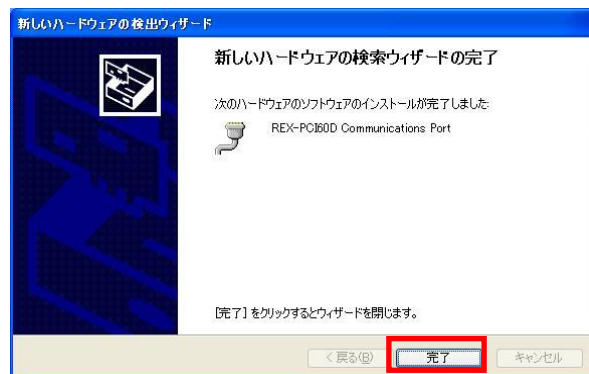 新しいハードウェアの検出ウィザード
新しいハードウェアの検索ウィザードの完了
次のハードウェアのソフトウェアのインストールが完了しました:
REX-PCI60D Communications Port
[完了] をクリックするとウィザードを閉じます。
< 戻る(B) 完了 キャンセル